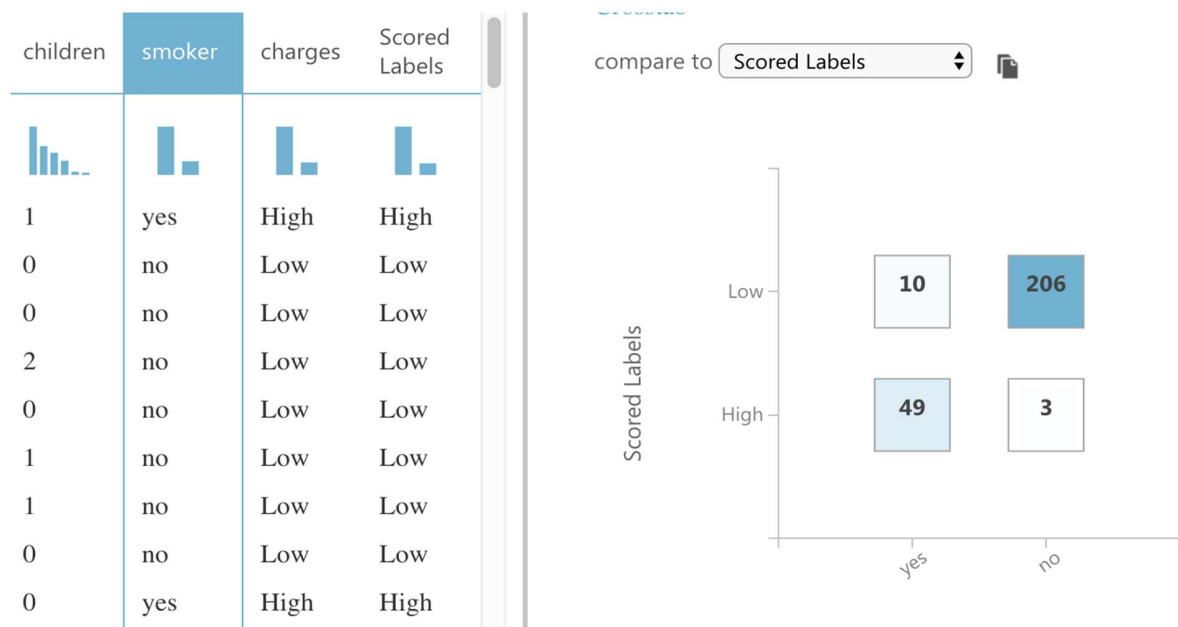 children smoker charges Scored Labels
1 yes High High
0 no Low Low
0 no Low Low
2 no Low Low
0 no Low Low
1 no Low Low
1 no Low Low
0 no Low Low
0 yes High High
compare to Scored Labels
Scored Labels
Low 10 206
High 49 3
yes no